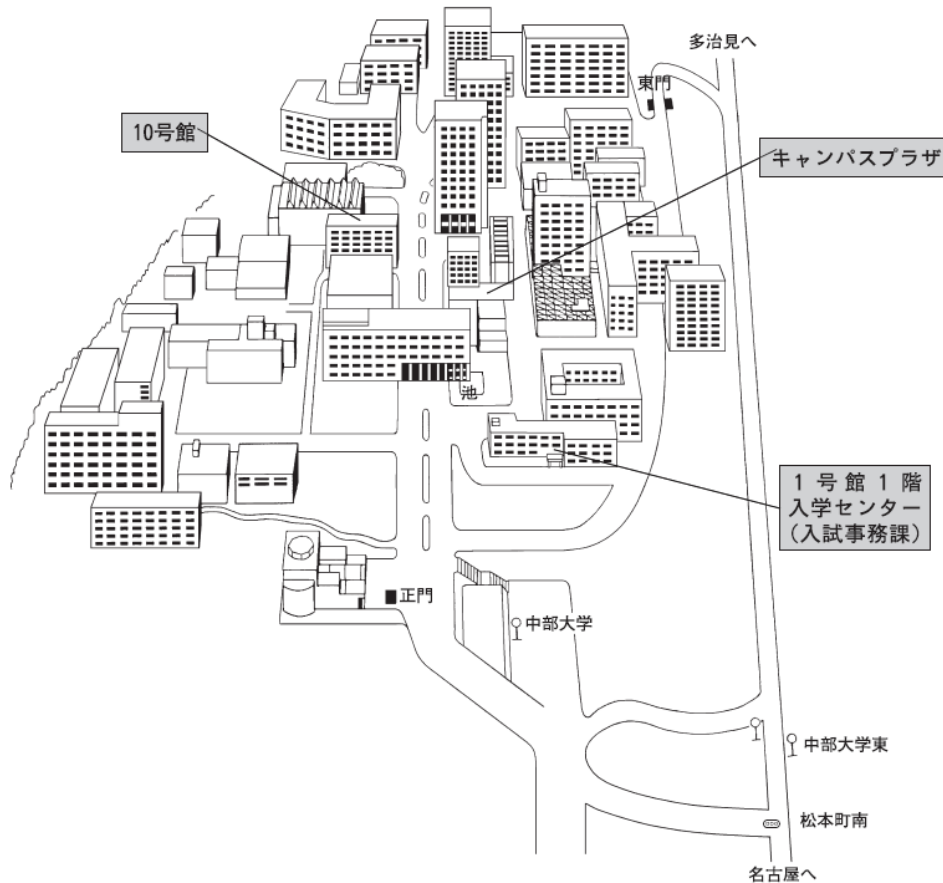 多治見へ
東門
10号館
キャンパスプラザ
池
1号館1階
入学センター
(入試事務課)
正門
中部大学
中部大学東
松本町南
名古屋へ